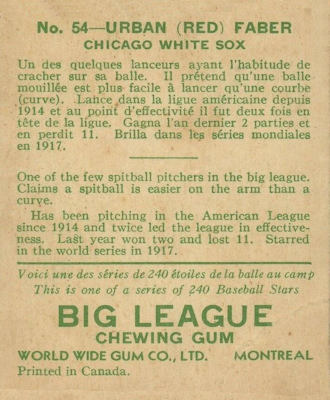 No. 54—URBAN (RED) FABER
CHICAGO WHITE SOX
Un des quelques lanceurs ayant l'habitude de
cracher sur sa balle. Il prétend qu'une balle
mouillée est plus facile à lancer qu'une courbe
(curve). Lance dans la ligue américaine depuis
1914 et au point d'effectivité il fut deux fois en
tête de la ligue. Gagna l'an dernier 2 parties et
en perdit 11. Brilla dans les séries mondiales
en 1917.
One of the few spitball pitchers in the big league.
Claims a spitball is easier on the arm than a
curve.
Has been pitching in the American League
since 1914 and twice led the league in effective-
ness. Last year won two and lost 11. Starred
in the world series in 1917.
Voici une des séries de 240 étoiles de la balle au camp
This is one of a series of 240 Baseball Stars
BIG LEAGUE
CHEWING GUM
WORLD WIDE GUM CO., LTD. MONTREAL
Printed in Canada.